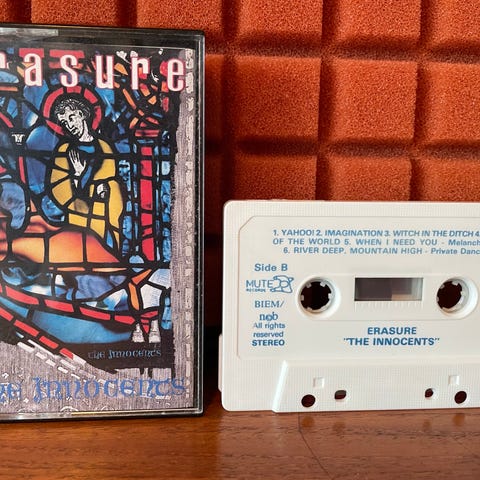 rasure
the Innocents
he Innocents
1. YAHOO! 2. IMAGINATION 3. WITCH IN THE DITCH 4.
OF THE WORLD 5. WHEN I NEED YOU - Melanch
6. RIVER DEEP, MOUNTAIN HIGH - Private Danc
Side B
MUTE
RECORDS
BIEM/
ncb
All rights
reserved
STEREO
ERASURE
"THE INNOCENTS"